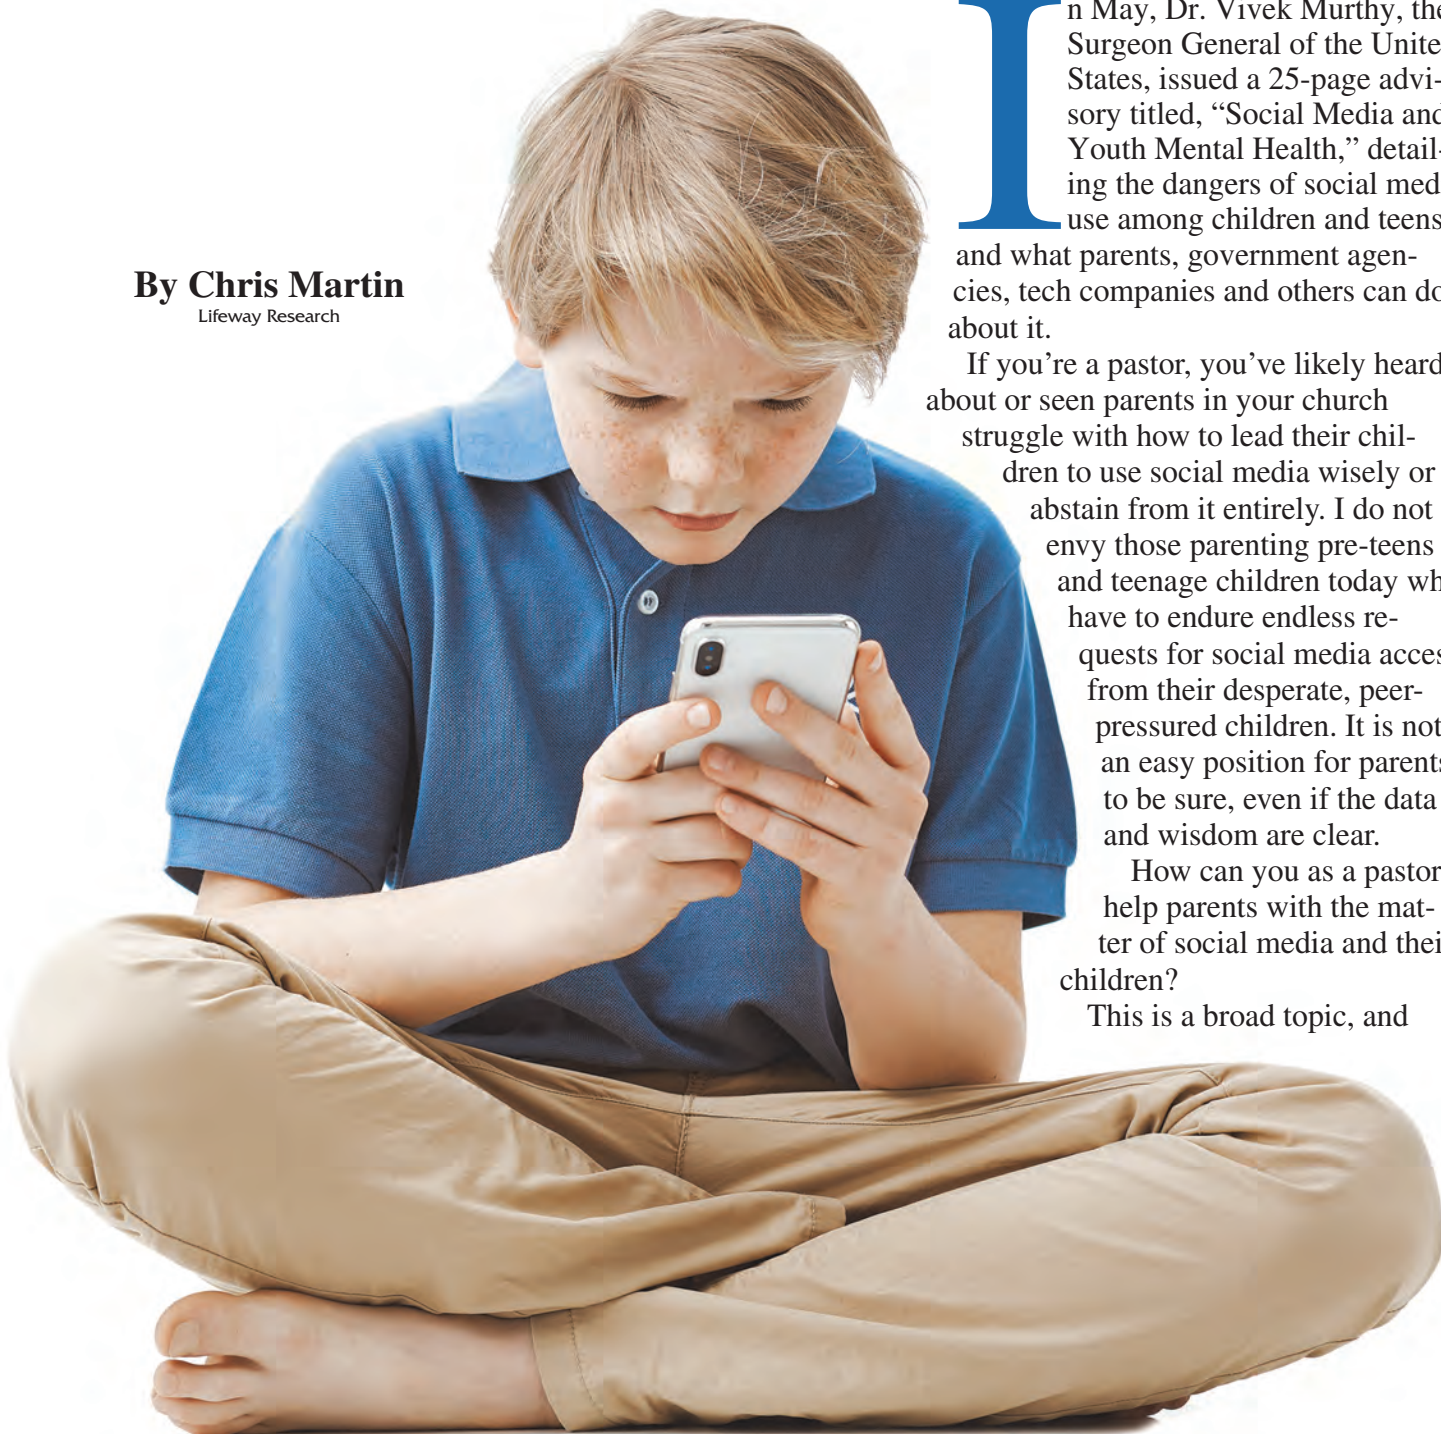 By Chris Martin
Lifeway Research
In May, Dr. Vivek Murthy, the
Surgeon General of the Unite
States, issued a 25-page advi-
sory titled, “Social Media and
Youth Mental Health,” detail-
ing the dangers of social med
use among children and teens
and what parents, government agen-
cies, tech companies and others can do
about it.
If you’re a pastor, you’ve likely heard
about or seen parents in your church
struggle with how to lead their chil-
dren to use social media wisely or
abstain from it entirely. I do not
envy those parenting pre-teens
and teenage children today wh
have to endure endless re-
quests for social media acces
from their desperate, peer-
pressured children. It is not
an easy position for parents
to be sure, even if the data
and wisdom are clear.
How can you as a pastor
help parents with the mat-
ter of social media and thei
children?
This is a broad topic, and